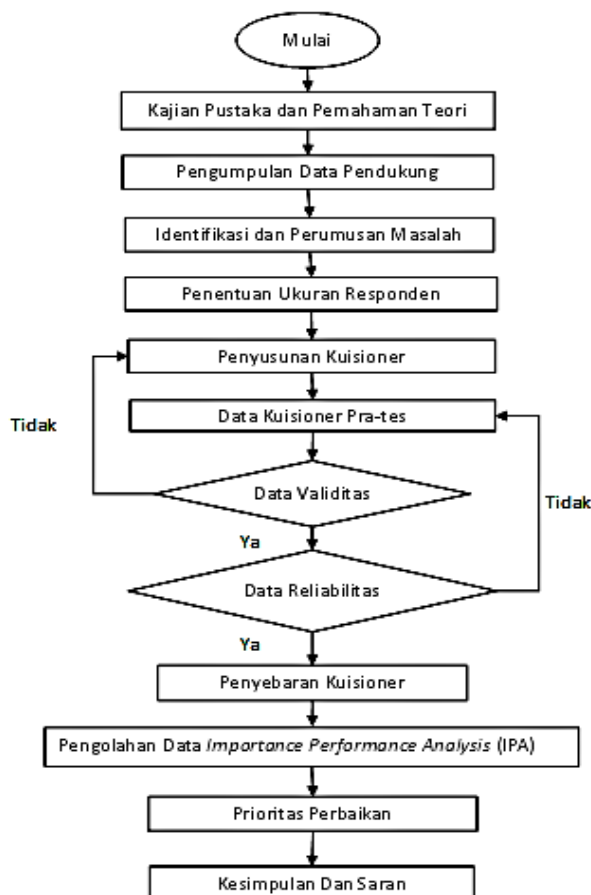 Mulai
Kajian Pustaka dan Pemahaman Teori
Pengumpulan Data Pendukung
Identifikasi dan Perumusan Masalah
Penentuan Ukuran Responden
Penyusunan Kuisioner
Data Kuisioner Pra-tes
Tidak
Data Validitas
Tidak
Ya
Data Reliabilitas
Ya
Penyebaran Kuisioner
Pengolahan Data Importance Performance Analysis (IPA)
Prioritas Perbaikan
Kesimpulan Dan Saran